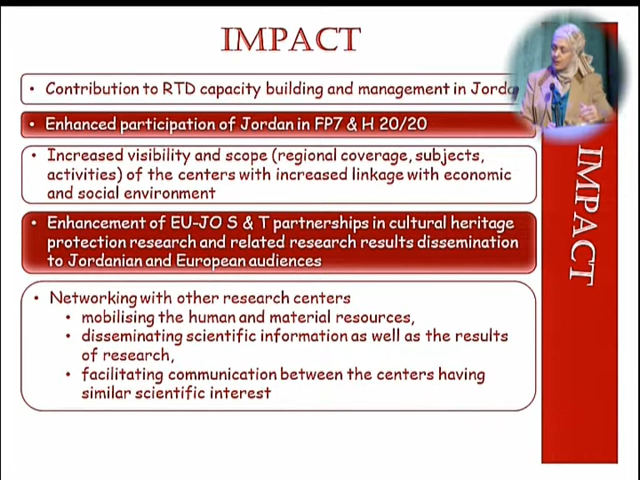 IMPACT
• Contribution to RTD capacity building and management in Jorda
• Enhanced participation of Jordan in FP7 & H 20/20
• Increased visibility and scope (regional coverage, subjects,
activities) of the centers with increased linkage with economic
and social environment
• Enhancement of EU-JO S & T partnerships in cultural heritage
protection research and related research results dissemination
to Jordanian and European audiences
• Networking with other research centers
• mobilising the human and material resources,
• disseminating scientific information as well as the results
of research,
• facilitating communication between the centers having
similar scientific interest
IMPACT